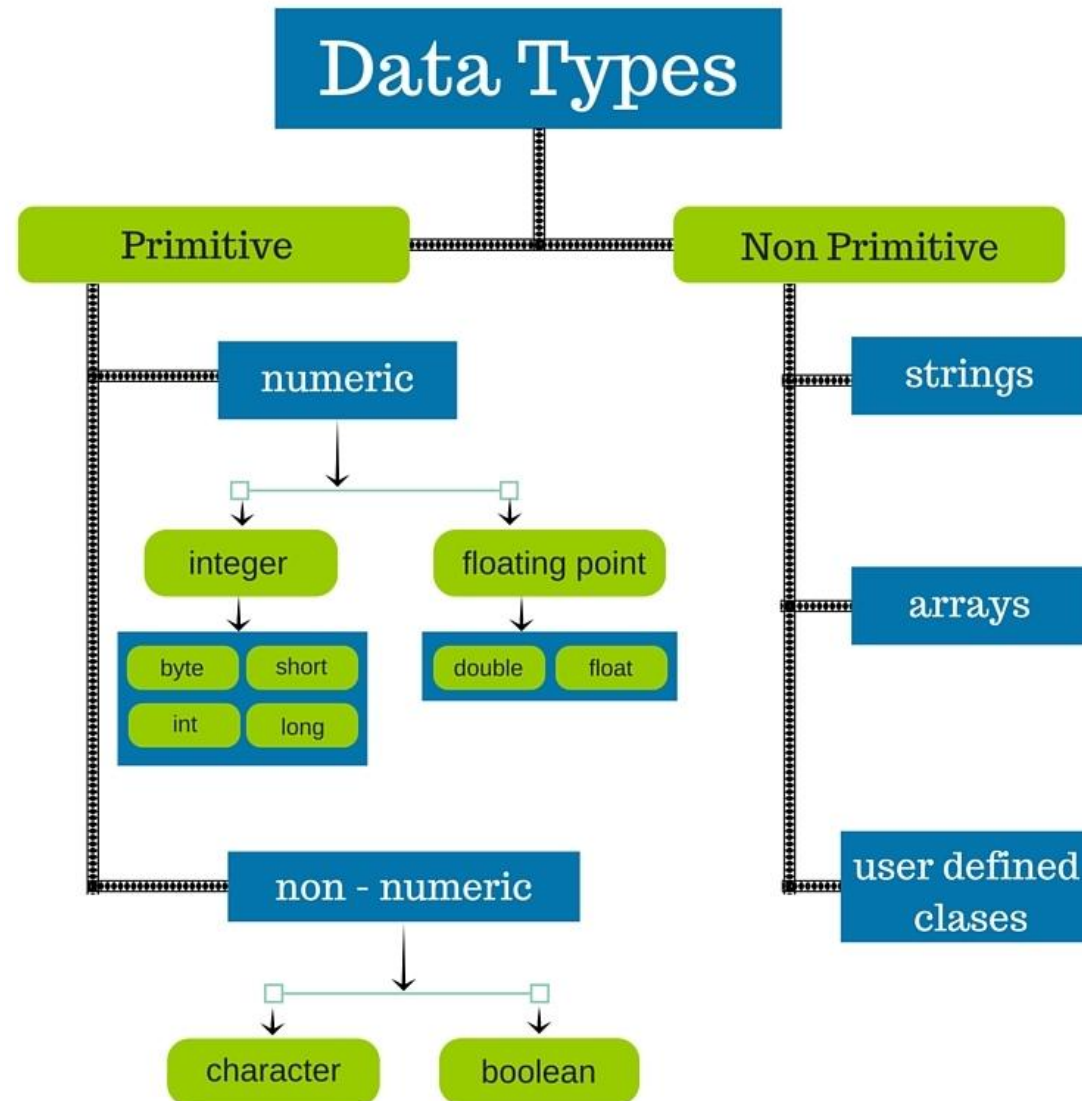 Data Types
Primitive
Non Primitive
numeric
strings
integer
floating point
byte
short
double
float
int
long
arrays
non - numeric
user defined
clases
character
boolean